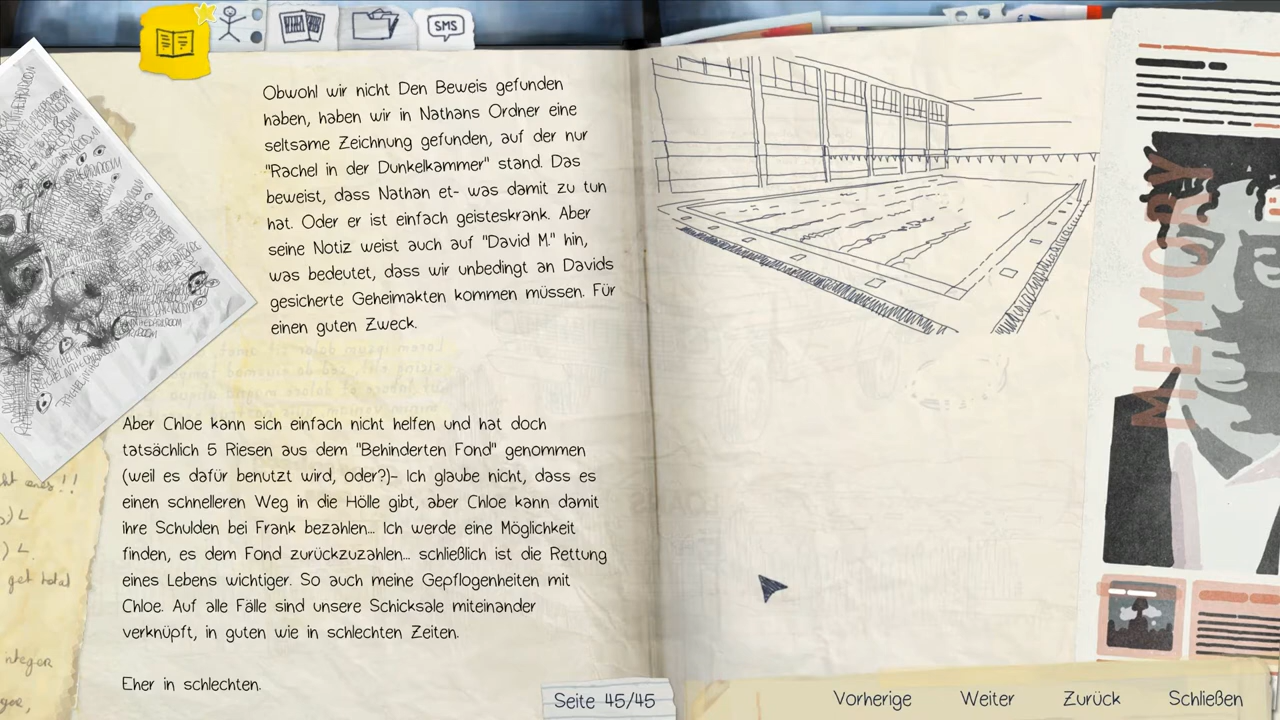 SMS
Obwohl wir nicht Den Beweis gefunden
haben, haben wir in Nathans Ordner eine
seltsame Zeichnung gefunden, auf der nur
"Rachel in der Dunkelkammer" stand. Das
beweist, dass Nathan et- was damit zu tun
hat. Oder er ist einfach geisteskrank. Aber
seine Notiz weist auch auf "David M." hin,
was bedeutet, dass wir unbedingt an Davids
gesicherte Geheimakten kommen müssen. Für
einen guten Zweck.
Aber Chloe kann sich einfach nicht helfen und hat doch
tatsächlich 5 Riesen aus dem "Behinderten Fond" genommen
(weil es dafür benutzt wird, oder?)- Ich glaube nicht, dass es
einen schnelleren Weg in die Hölle gibt, aber Chloe kann damit
ihre Schulden bei Frank bezahlen... Ich werde eine Möglichkeit
finden, es dem Fond zurückzuzahlen... schließlich ist die Rettung
eines Lebens wichtiger. So auch meine Gepflogenheiten mit
Chloe. Auf alle Fälle sind unsere Schicksale miteinander
verknüpft, in guten wie in schlechten Zeiten.
Eher in schlechten.
MEMORY
Seite 45/45
Vorherige
Weiter
Zurück
Schließen